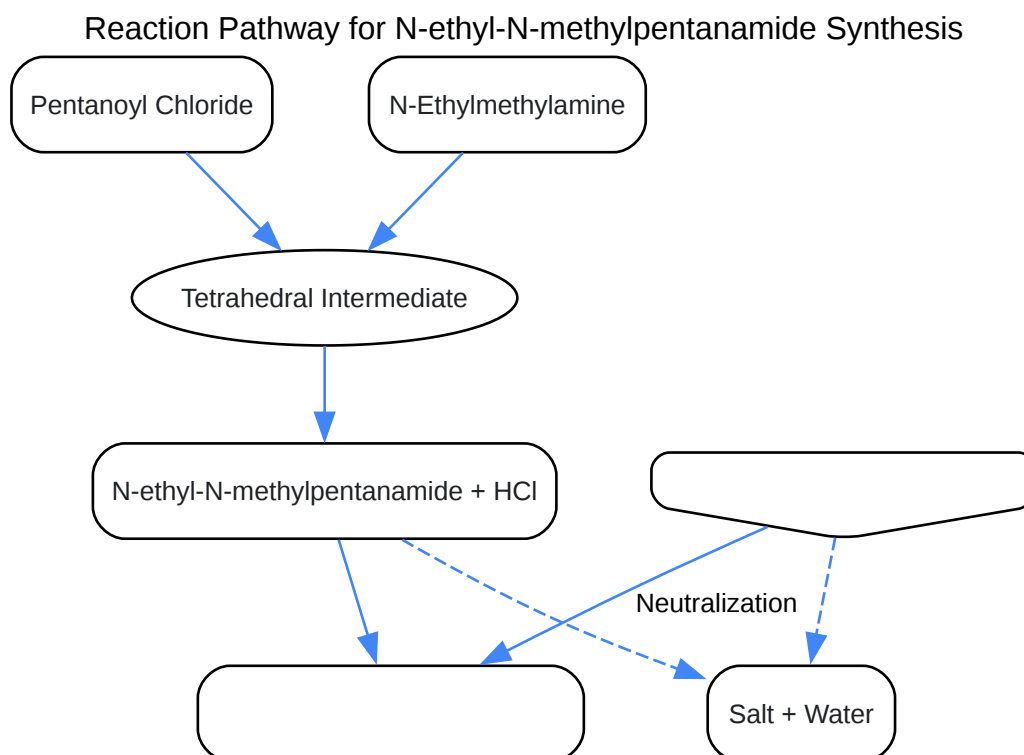 Reaction Pathway for N-ethyl-N-methylpentanamide Synthesis
Pentanoyl Chloride
N-Ethylmethylamine
Tetrahedral Intermediate
N-ethyl-N-methylpentanamide + HCl
Neutralization
Salt + Water